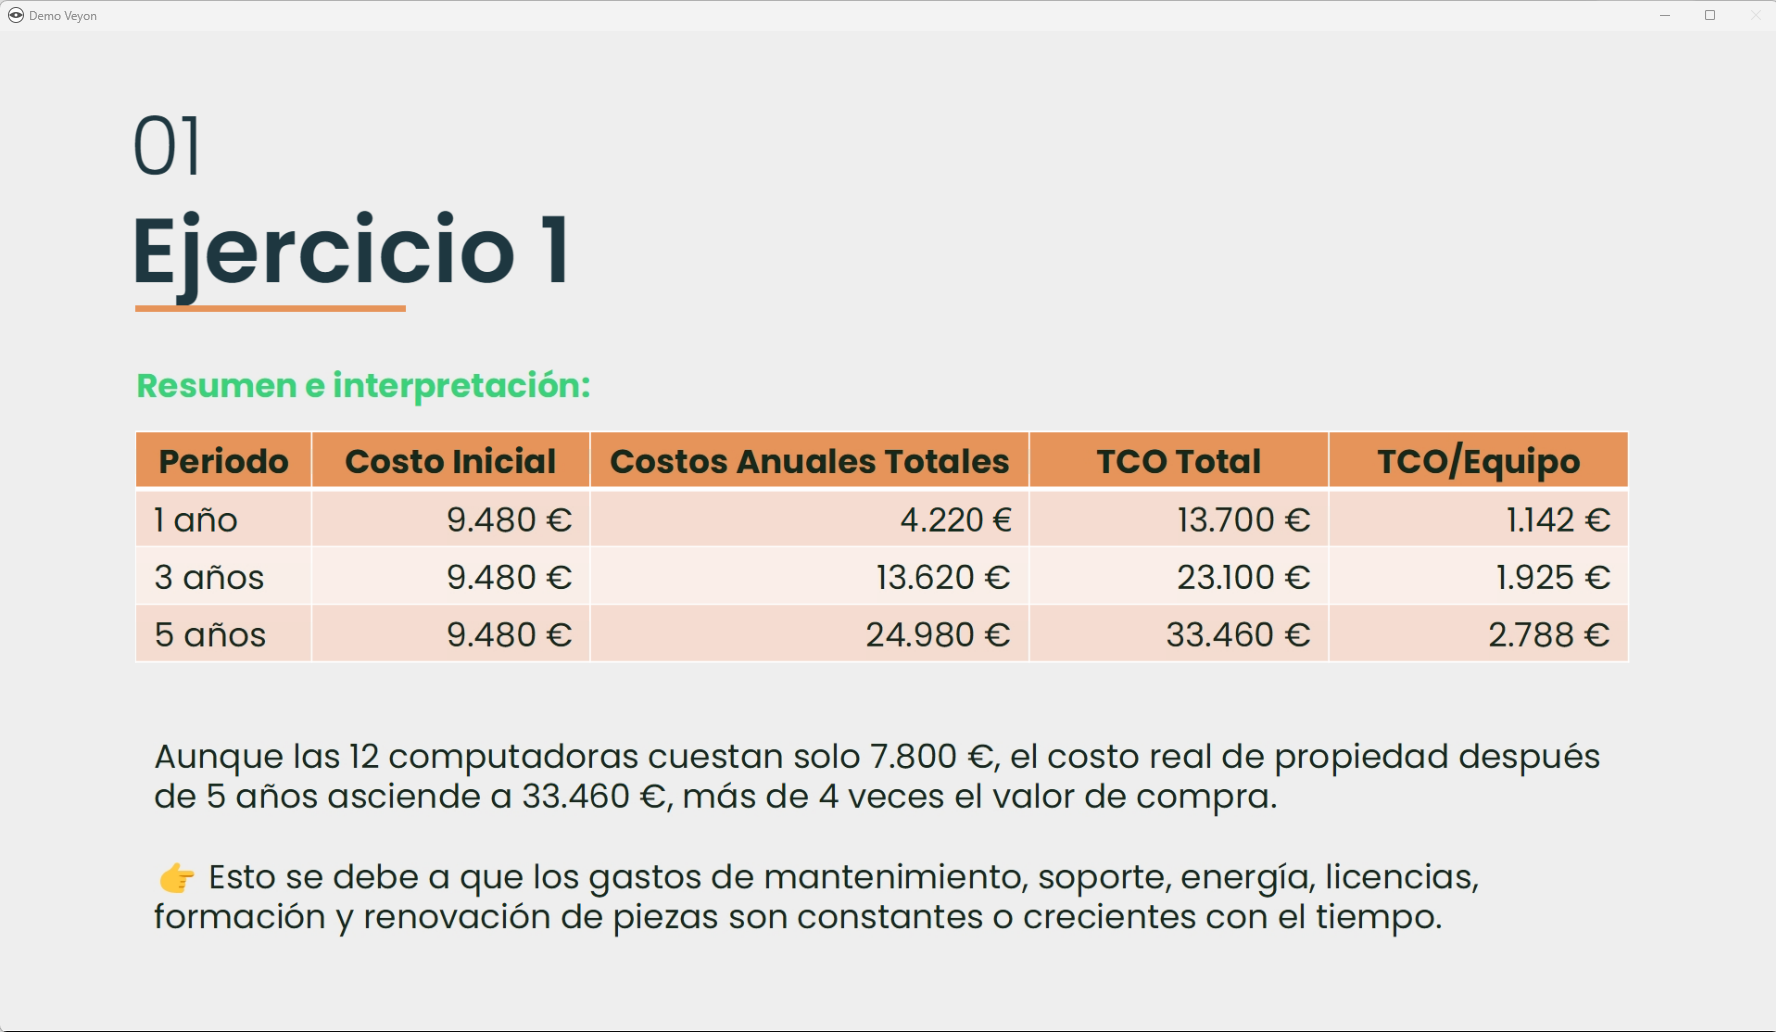 Demo Veyon
01
Ejercicio 1
Resumen e interpretación:
Periodo Costo Inicial Costos Anuales Totales TCO Total TCO/Equipo
1 año 9.480 € 4.220 € 13.700 € 1.142 €
3 años 9.480 € 13.620 € 23.100 € 1.925 €
5 años 9.480 € 24.980 € 33.460 € 2.788 €
Aunque las 12 computadoras cuestan solo 7.800 €, el costo real de propiedad después
de 5 años asciende a 33.460 €, más de 4 veces el valor de compra.
👉 Esto se debe a que los gastos de mantenimiento, soporte, energía, licencias,
formación y renovación de piezas son constantes o crecientes con el tiempo.